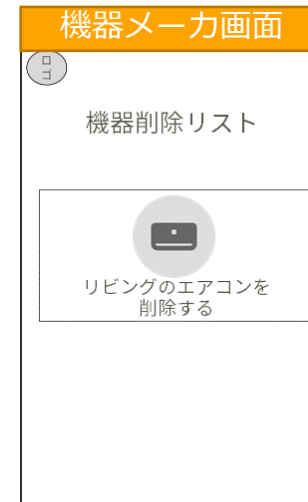 機器メーカ画面
ロゴ
機器削除リスト
リビングのエアコンを
削除する